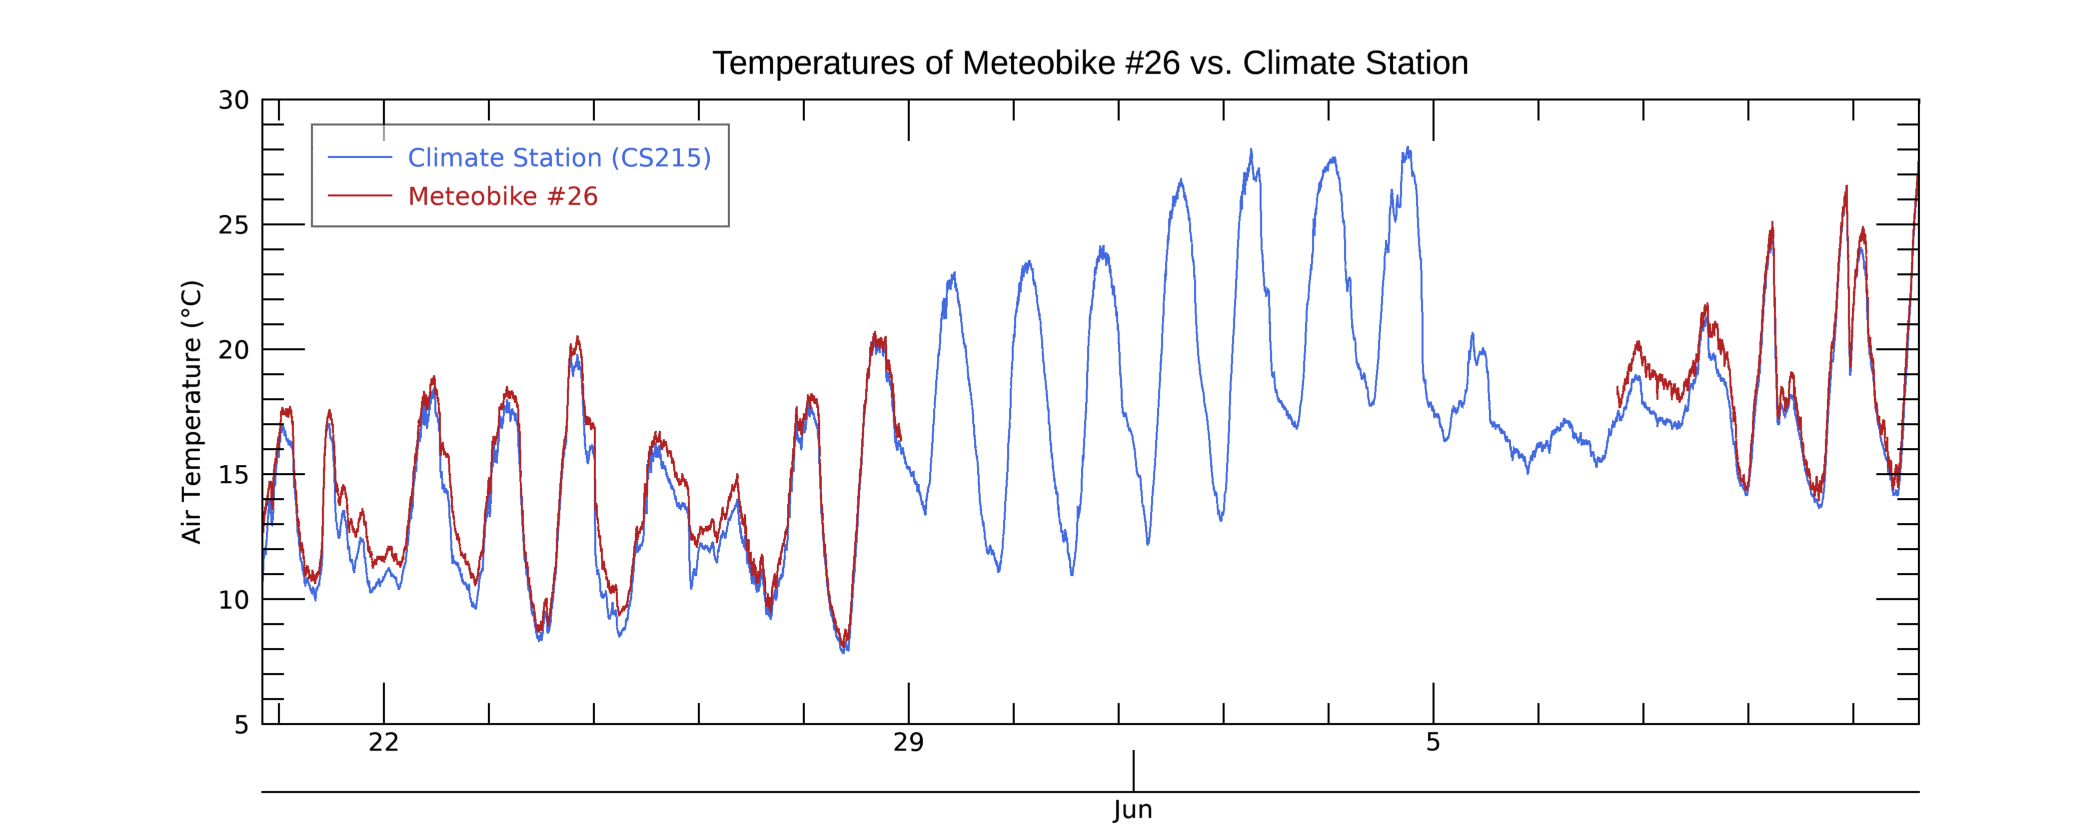 Temperatures of Meteobike #26 vs. Climate Station
Climate Station (CS215)
Meteobike #26
Air Temperature (°C)
30
25
20
15
10
5
22
29
5
Jun